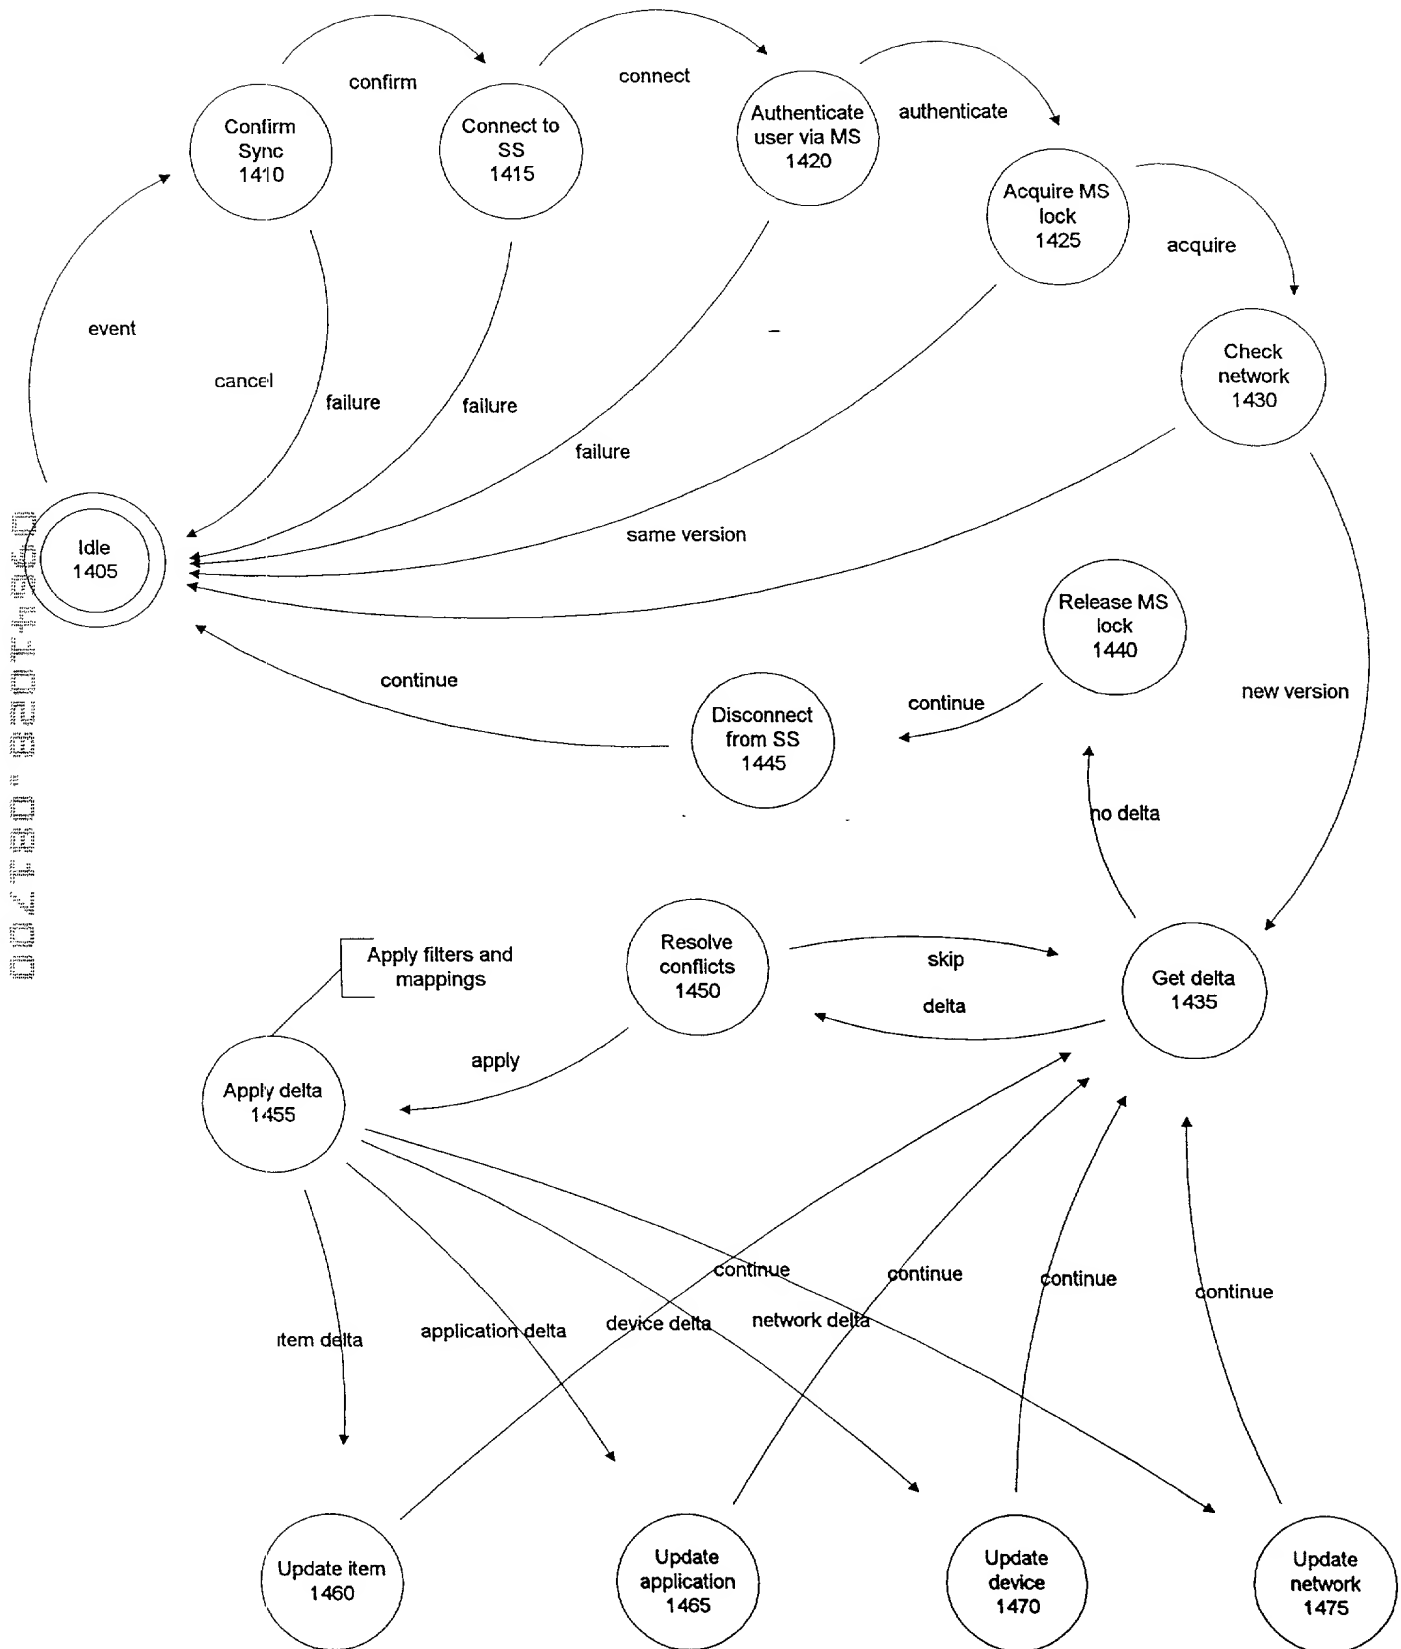 confirm
connect
authenticate
Confirm
Sync
1410
Connect to
SS
1415
Authenticate
user via MS
1420
Acquire MS
lock
1425
acquire
event
cancel
failure
failure
failure
same version
Check
network
1430
Idle
1405
Release MS
lock
1440
new version
continue
continue
Disconnect
from SS
1445
no delta
Apply filters and
mappings
Resolve
conflicts
1450
skip
delta
Get delta
1435
apply
Apply delta
1455
continue
continue
continue
continue
item delta
application delta
device delta
network delta
Update item
1460
Update
application
1465
Update
device
1470
Update
network
1475